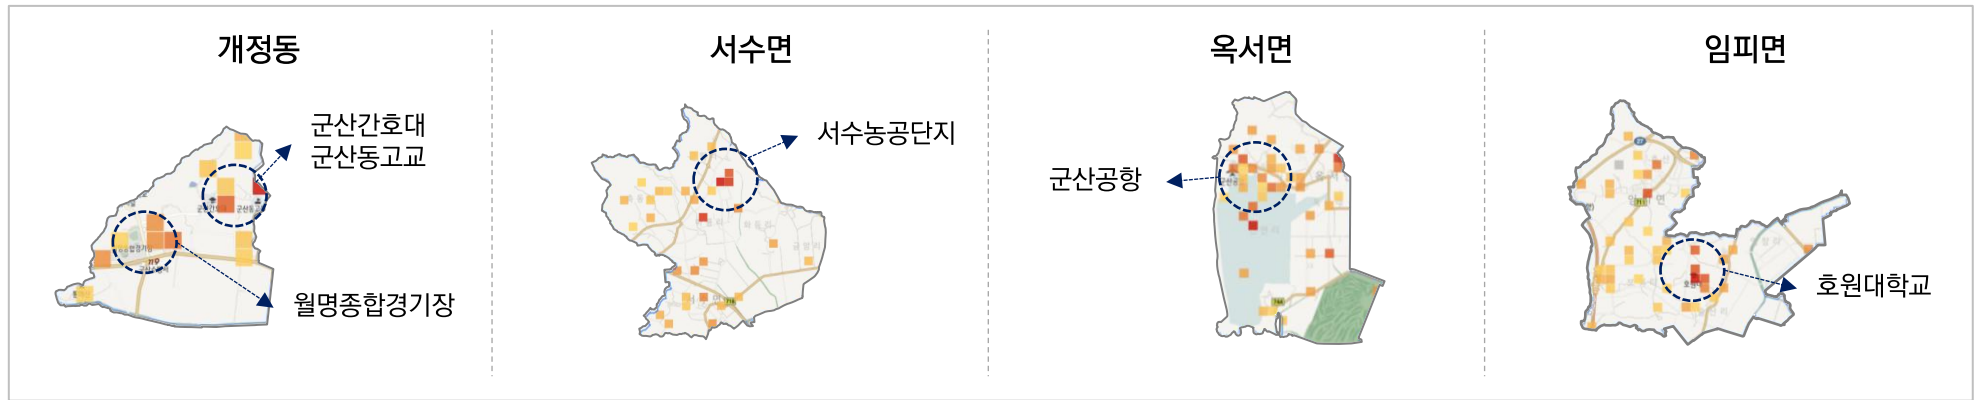 개정동
군산간호대
군산동고교
월명종합경기장
서수면
서수농공단지
옥서면
군산공항
임피면
호원대학교